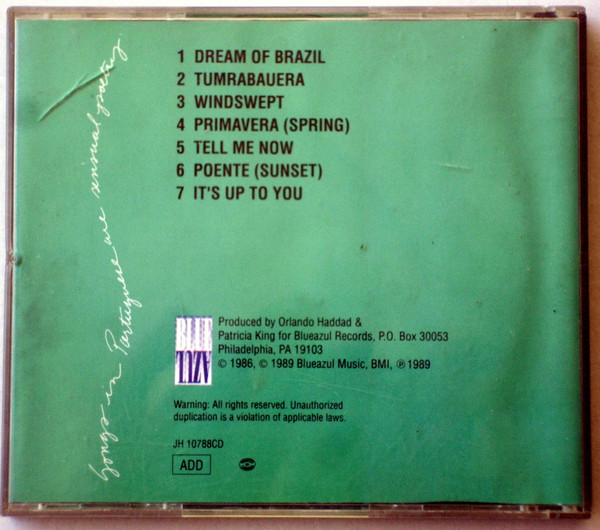 Songs in Portuguese are sensual poetry.
1 DREAM OF BRAZIL
2 TUMRABAUERA
3 WINDSWEPT
4 PRIMAVERA (SPRING)
5 TELL ME NOW
6 POENTE (SUNSET)
7 IT'S UP TO YOU
BLUE
AZUL
Produced by Orlando Haddad &
Patricia King for Blueazul Records, P.O. Box 30053
Philadelphia, PA 19103
© 1986, © 1989 Blueazul Music, BMI, ℗ 1989
Warning: All rights reserved. Unauthorized
duplication is a violation of applicable laws.
JH 10788CD
ADD